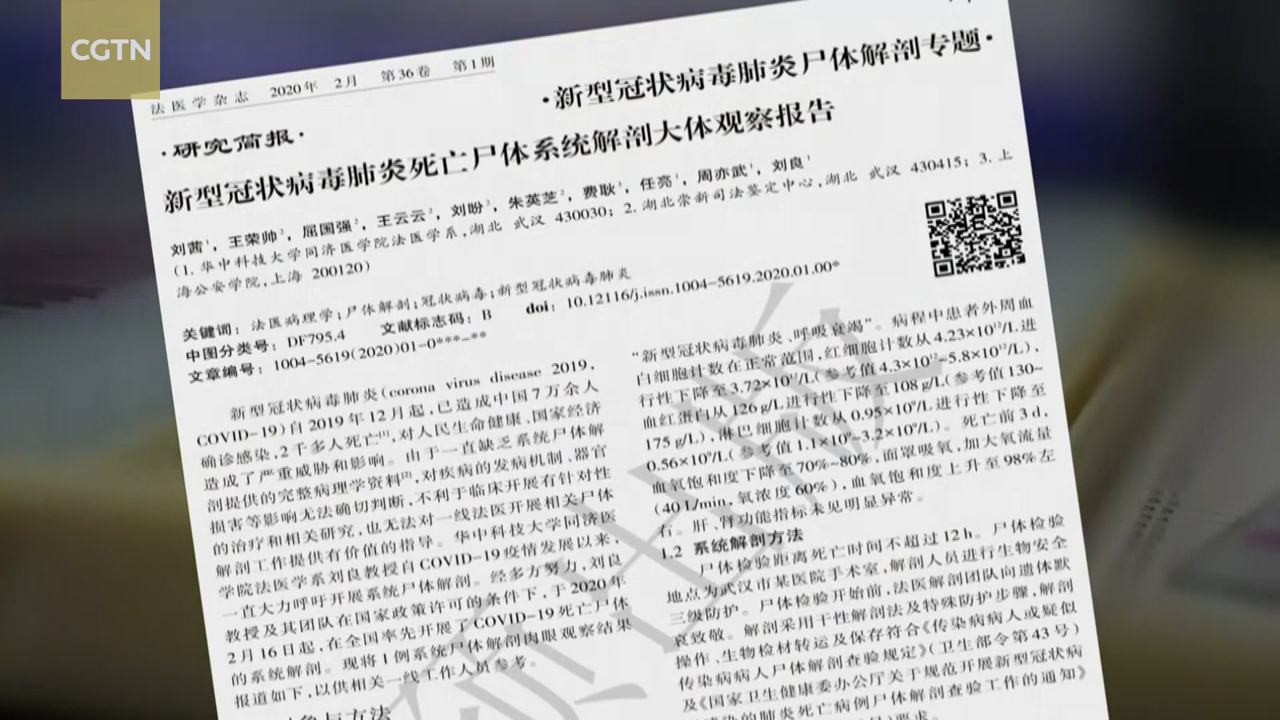 CGTN
法医学杂志 2020年 2月 第36卷 第1期
·新型冠状病毒肺炎尸体解剖专题·
·研究简报·
新型冠状病毒肺炎死亡尸体系统解剖大体观察报告
刘茜¹，王荣帅²，屈国强²，王云云²，刘盼²，朱英芝²，费耿³，任亮¹，周亦武¹，刘良¹
(1. 华中科技大学同济医学院法医学系,湖北 武汉 430030; 2. 湖北崇新司法鉴定中心,湖北 武汉 430415; 3. 上
海公安学院,上海 200120)
关键词：法医病理学;尸体解剖;冠状病毒;新型冠状病毒肺炎
中图分类号：DF795.4 文献标志码：B doi：10.12116/j.issn.1004-5619.2020.01.00*
文章编号：1004-5619(2020)01-0***-**
新型冠状病毒肺炎(corona virus disease 2019，
COVID-19)自2019年12月起,已造成中国7万余人
确诊感染,2千多人死亡[1],对人民生命健康、国家经济
造成了严重威胁和影响。由于一直缺乏系统尸体解
剖提供的完整病理学资料[2],对疾病的发病机制、器官
损害等影响无法确切判断,不利于临床开展有针对性
的治疗和相关研究,也无法对一线法医开展相关尸体
解剖工作提供有价值的指导。华中科技大学同济医
学院法医学系刘良教授自COVID-19疫情发展以来,
一直大力呼吁开展系统尸体解剖。经多方努力,刘良
教授及其团队在国家政策许可的条件下,于2020年
2月16日起,在全国率先开展了COVID-19死亡尸体
的系统解剖。现将1例系统尸体解剖肉眼观察结果
报道如下,以供相关一线工作人员参考。
对象与方法
“新型冠状病毒肺炎、呼吸衰竭”。病程中患者外周血
白细胞计数在正常范围,红细胞计数从4.23×10¹²/L进
行性下降至3.72×10¹²/L(参考值4.3×10¹²~5.8×10¹²/L),
血红蛋白从126 g/L进行性下降至108 g/L(参考值130~
175 g/L),淋巴细胞计数从0.95×10⁹/L进行性下降至
0.56×10⁹/L(参考值1.1×10⁹~3.2×10⁹/L)。死亡前3 d,
血氧饱和度下降至70%~80%,面罩吸氧,加大氧流量
(40 L/min,氧浓度60%),血氧饱和度上升至98%左
右。肝、肾功能指标未见明显异常。
1.2 系统解剖方法
尸体检验距离死亡时间不超过12 h。尸体检验
地点为武汉市某医院手术室,解剖人员进行生物安全
三级防护。尸体检验开始前,法医解剖团队向遗体默
哀致敬。解剖采用干性解剖法及特殊防护步骤,解剖
操作、生物检材转运及保存符合《传染病病人或疑似
传染病病人尸体解剖查验规定》(卫生部令第43号)
及《国家卫生健康委办公厅关于规范开展新型冠状病
感染的肺炎死亡病例尸体解剖查验工作的通知》
要求。